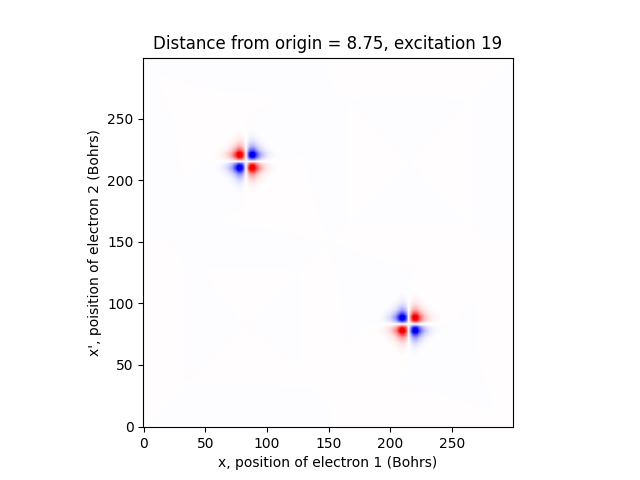 Distance from origin = 8.75, excitation 19
x', poisition of electron 2 (Bohrs)
250
200
150
100
50
0
0 50 100 150 200 250
x, position of electron 1 (Bohrs)